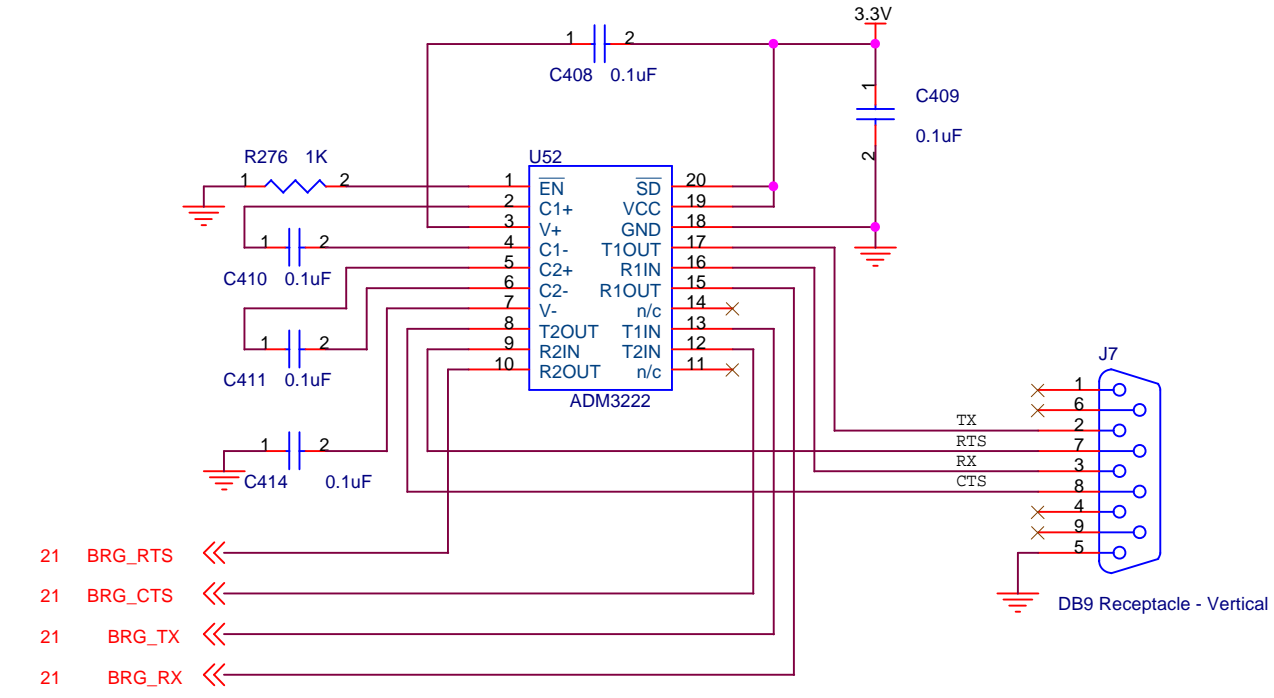 3.3V
1 2
C408 0.1uF
1
C409
0.1uF
2
R276 1K
1 2
U52
1 EN SD 20
2 C1+ VCC 19
3 V+ GND 18
4 C1- T1OUT 17
5 C2+ R1IN 16
6 C2- R1OUT 15
7 V- n/c 14
8 T2OUT T1IN 13
9 R2IN T2IN 12
10 R2OUT n/c 11
ADM3222
1 2
C410 0.1uF
1 2
C411 0.1uF
1 2
C414 0.1uF
J7
1
6
TX 2
RTS 7
RX 3
CTS 8
4
9
5
DB9 Receptacle - Vertical
21 BRG_RTS
21 BRG_CTS
21 BRG_TX
21 BRG_RX